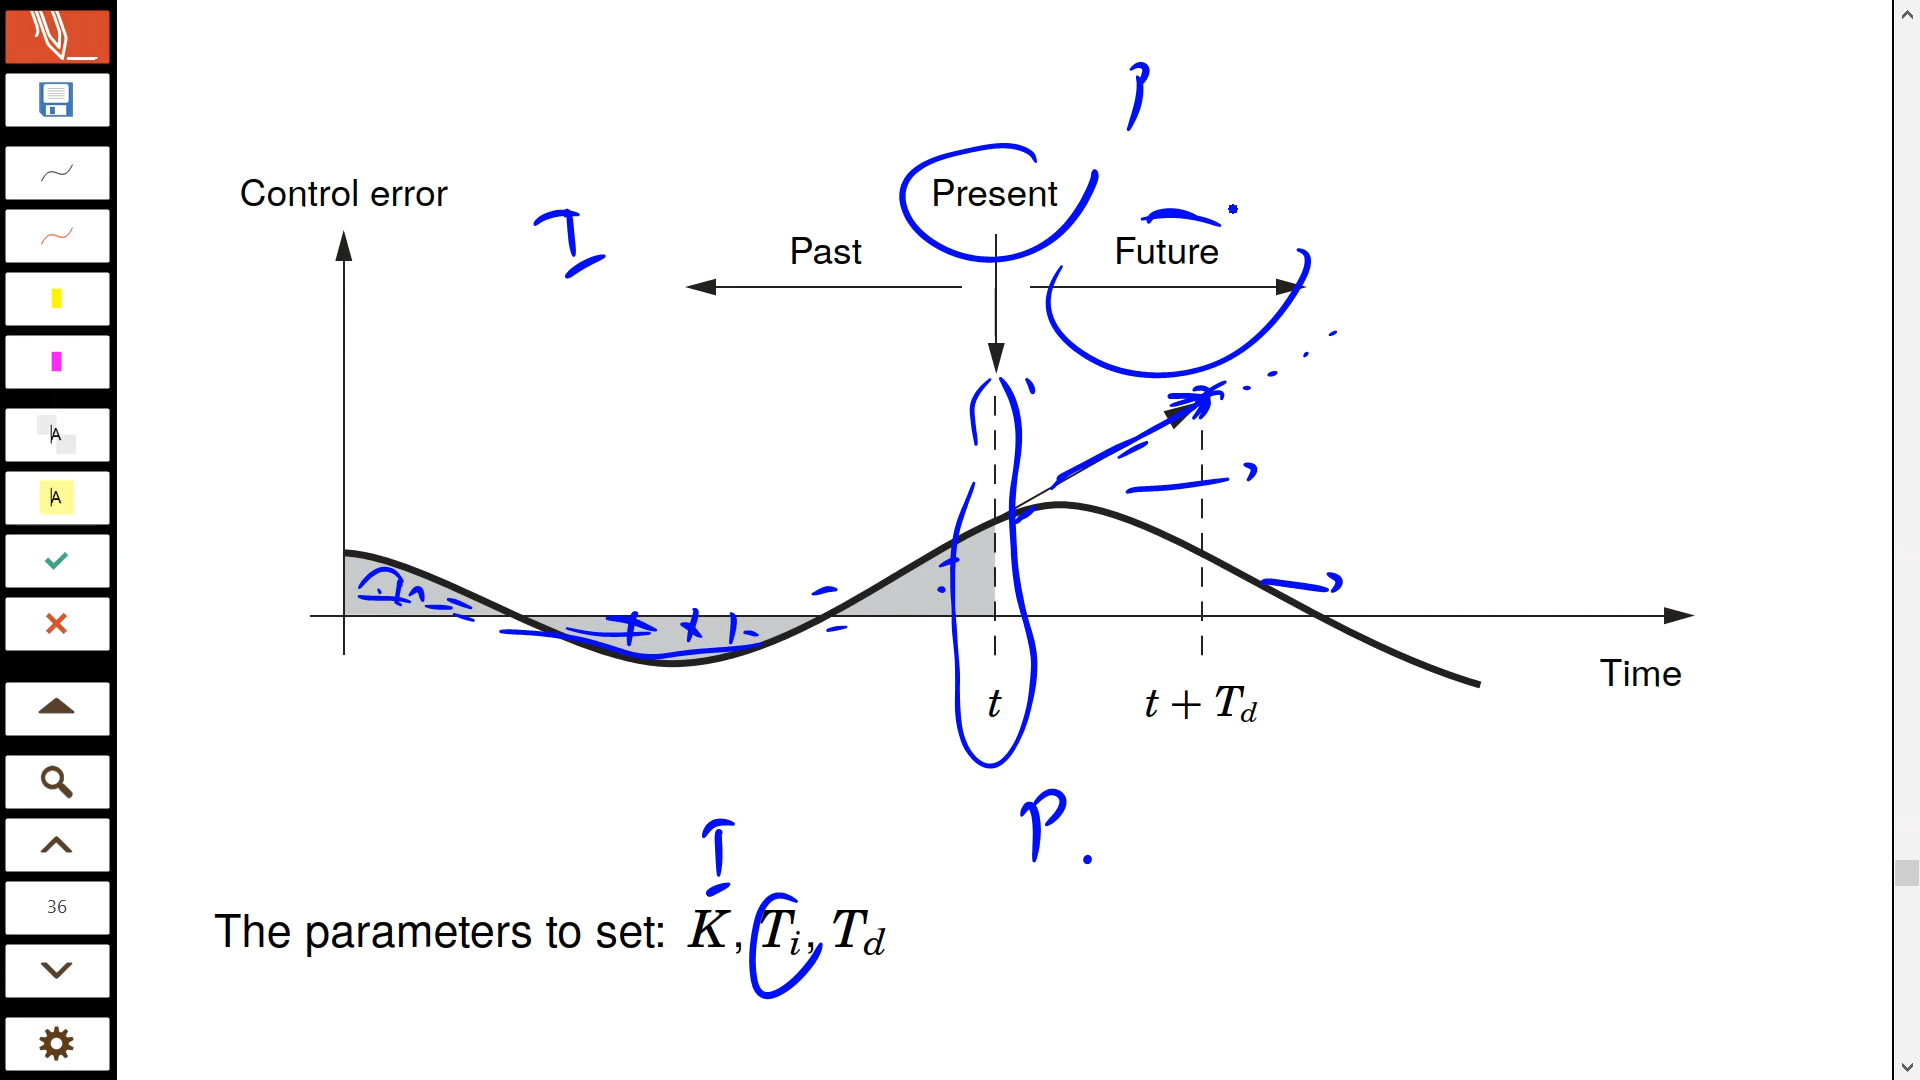 P
Present
Control error
I
Past
Future
t
t + T_d
Time
P.
I
The parameters to set: K, T_i, T_d
36
A
A